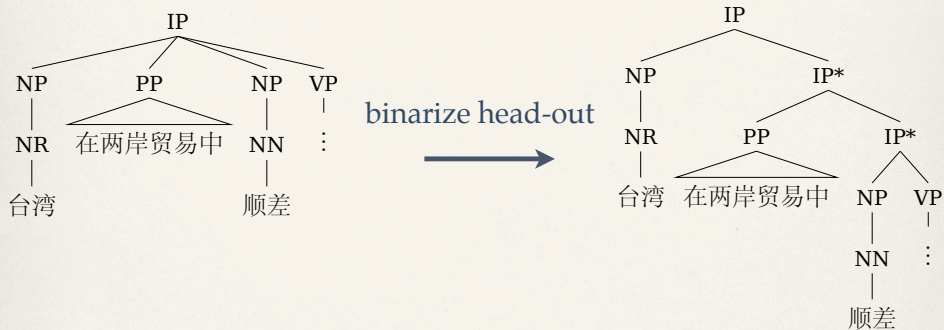 IP
NP PP NP VP
NR 在两岸贸易中 NN ⋮
台湾 顺差
binarize head-out
IP
NP IP*
NR PP IP*
台湾 在两岸贸易中 NP VP
NN ⋮
顺差